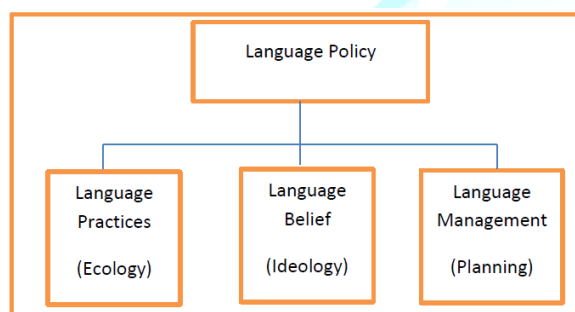 Language Policy
Language
Practices
(Ecology)
Language
Belief
(Ideology)
Language
Management
(Planning)